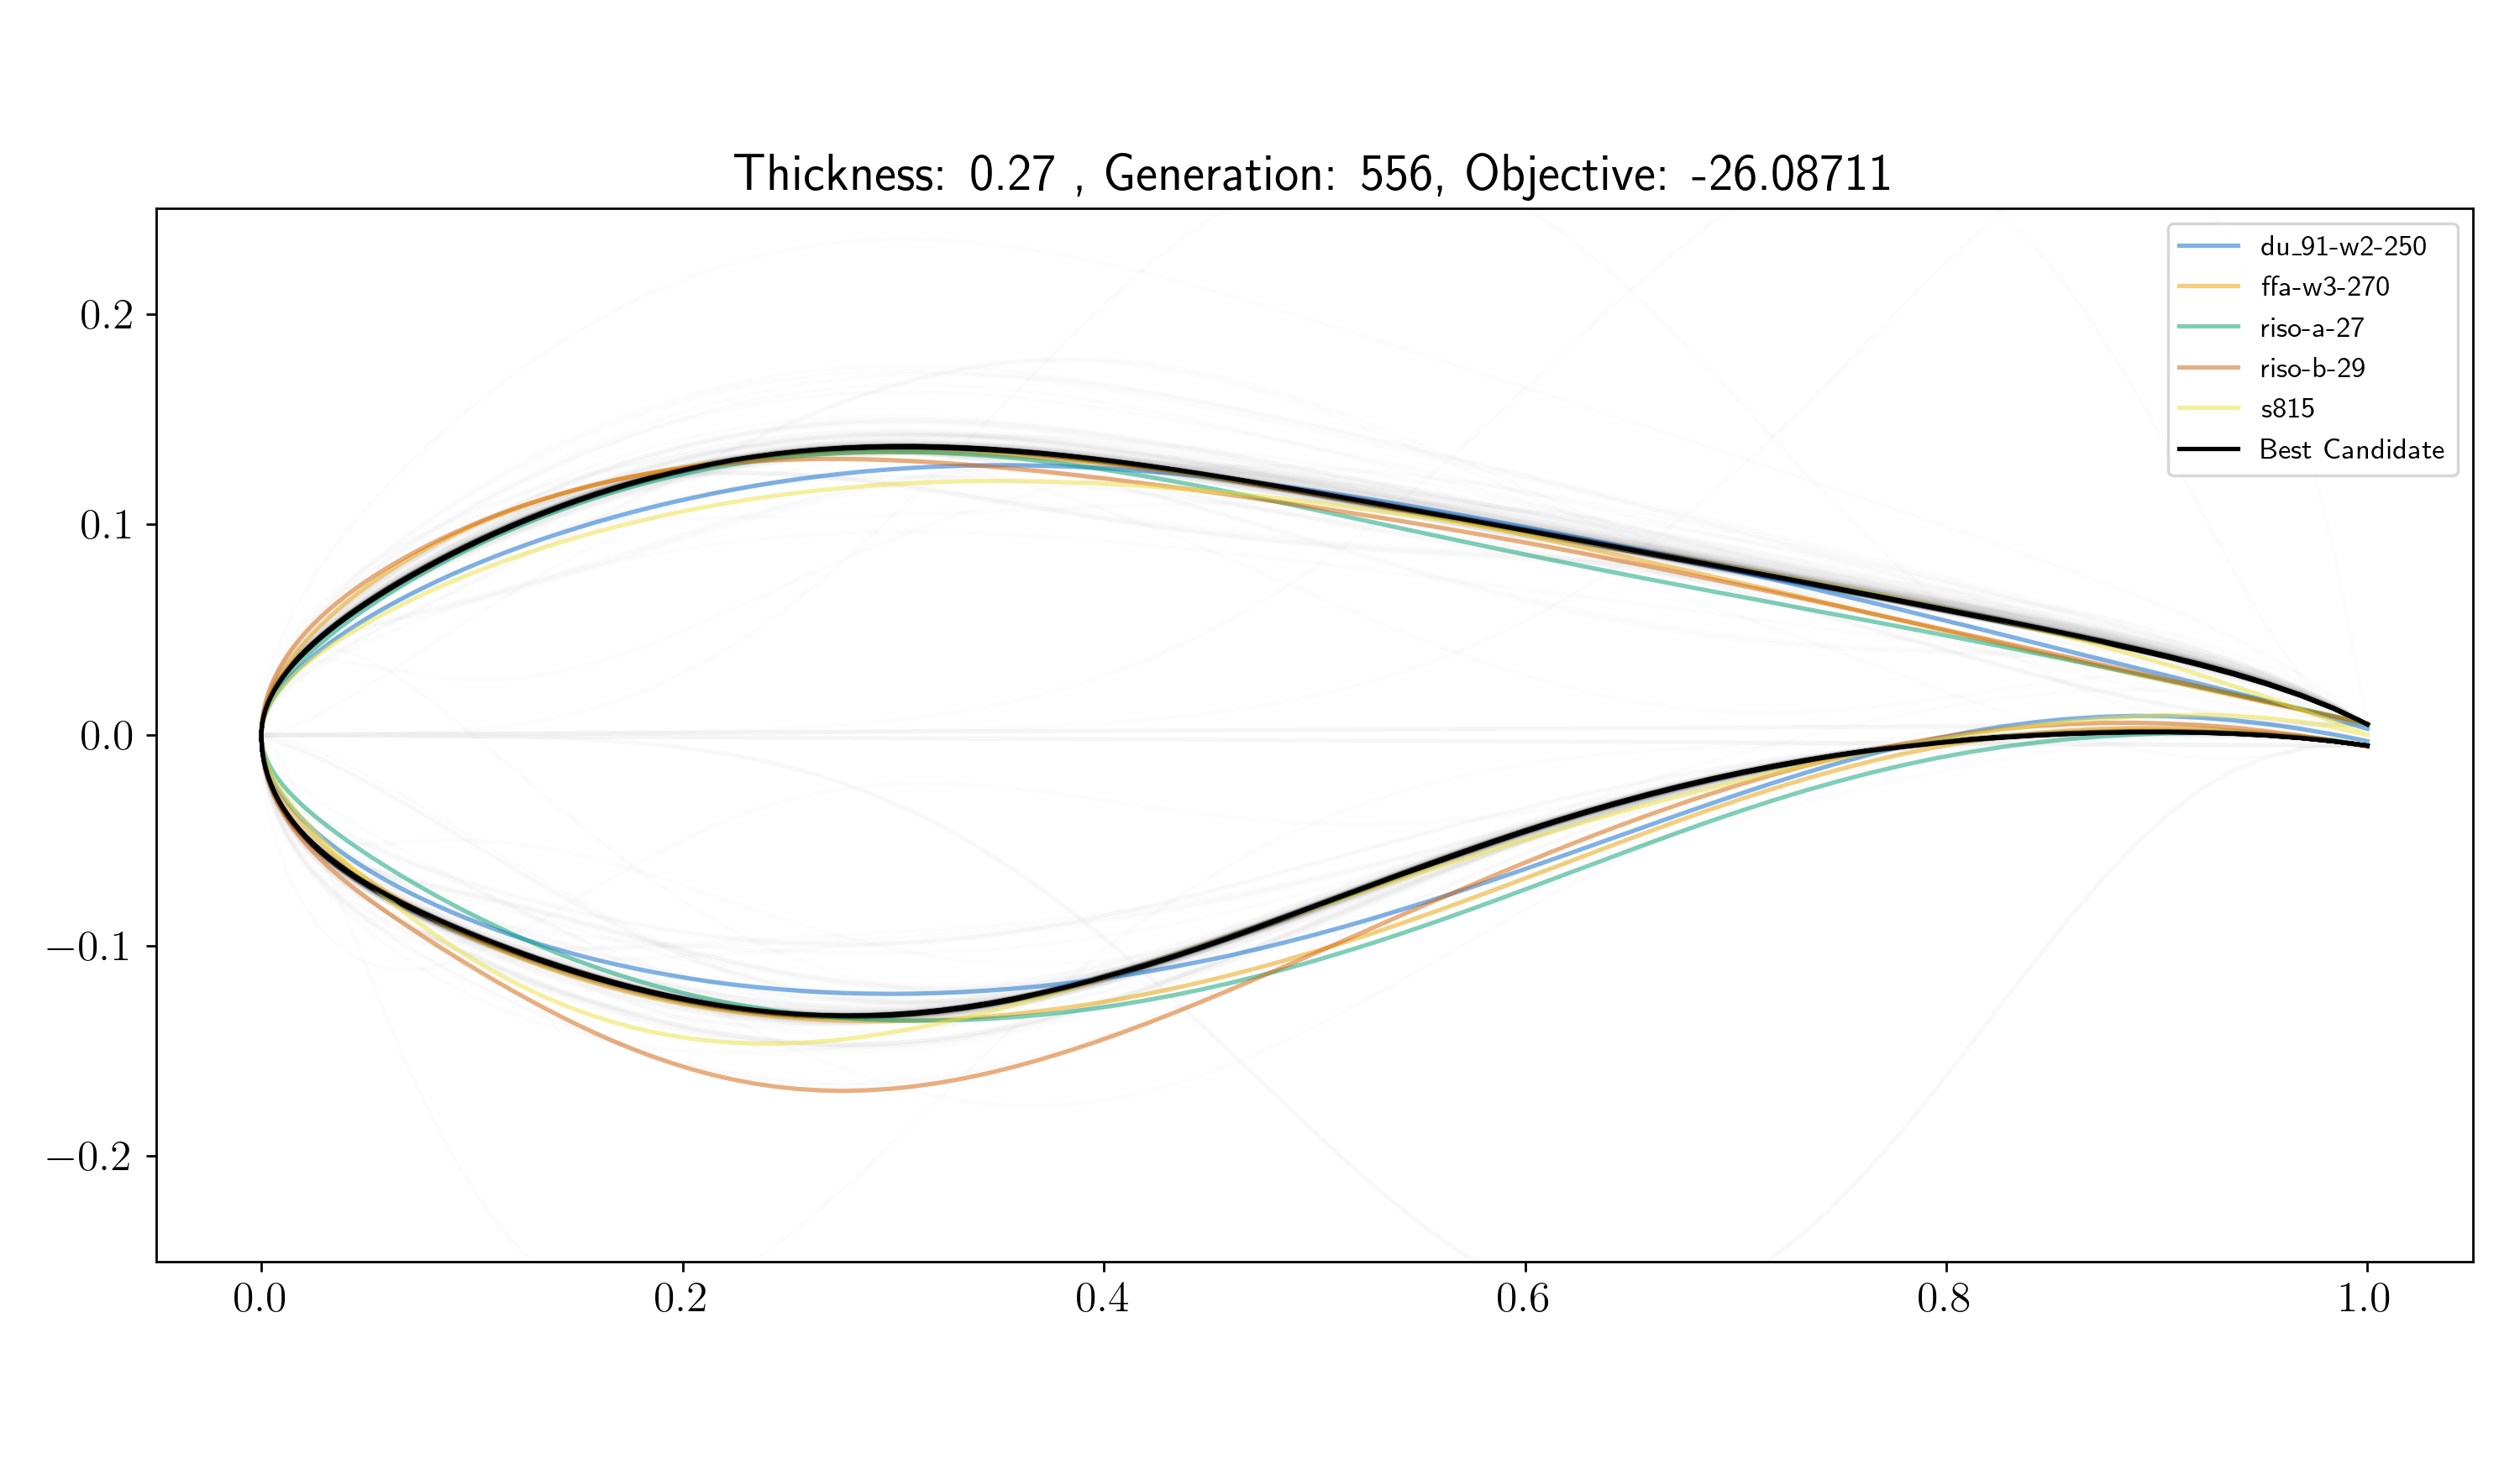 Thickness: 0.27 , Generation: 556, Objective: -26.08711
du_91-w2-250
ffa-w3-270
riso-a-27
riso-b-29
s815
Best Candidate
0.2
0.1
0.0
−0.1
−0.2
0.0 0.2 0.4 0.6 0.8 1.0